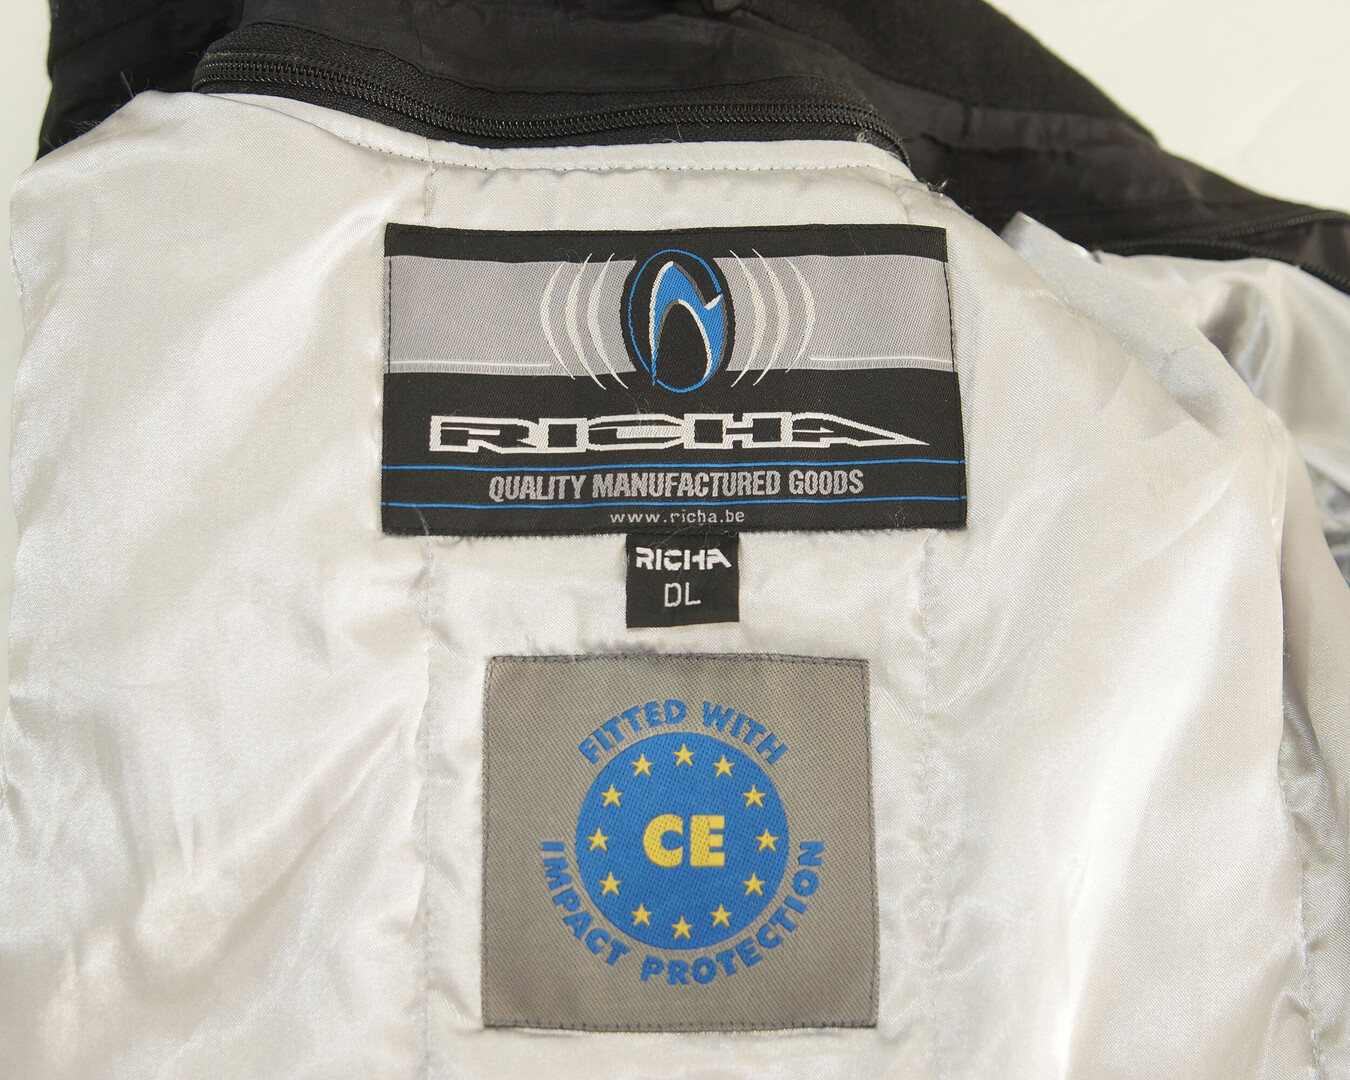 RICHA
QUALITY MANUFACTURED GOODS
www.richa.be
RICHA
DL
FITTED WITH
CE
IMPACT PROTECTION